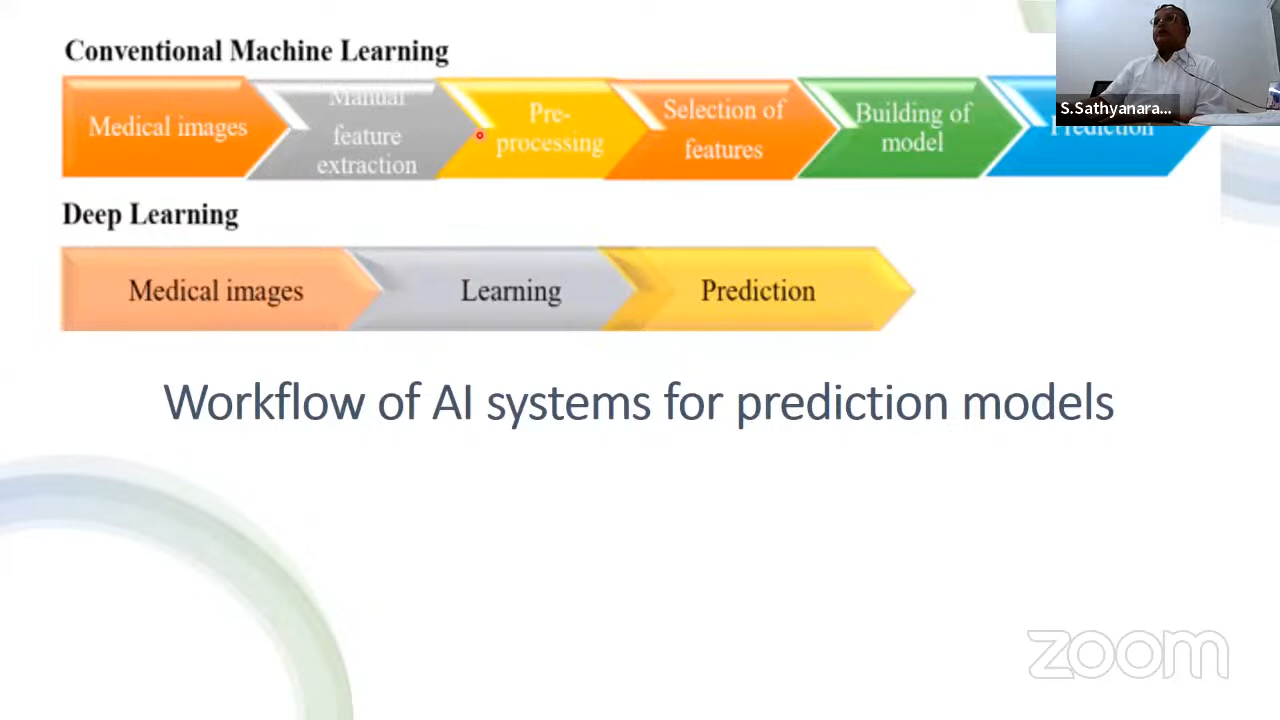 Conventional Machine Learning
Medical images
Manual
feature
extraction
Pre-
processing
Selection of
features
Building of
model
Prediction
S.Sathyanara...
Deep Learning
Medical images
Learning
Prediction
Workflow of AI systems for prediction models
zoom